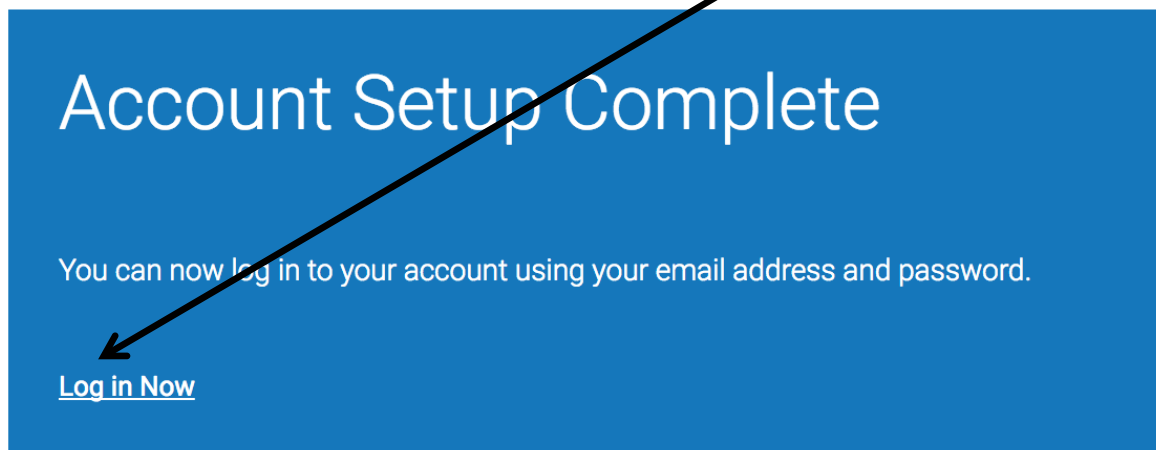 Account Setup Complete
You can now log in to your account using your email address and password.
Log in Now